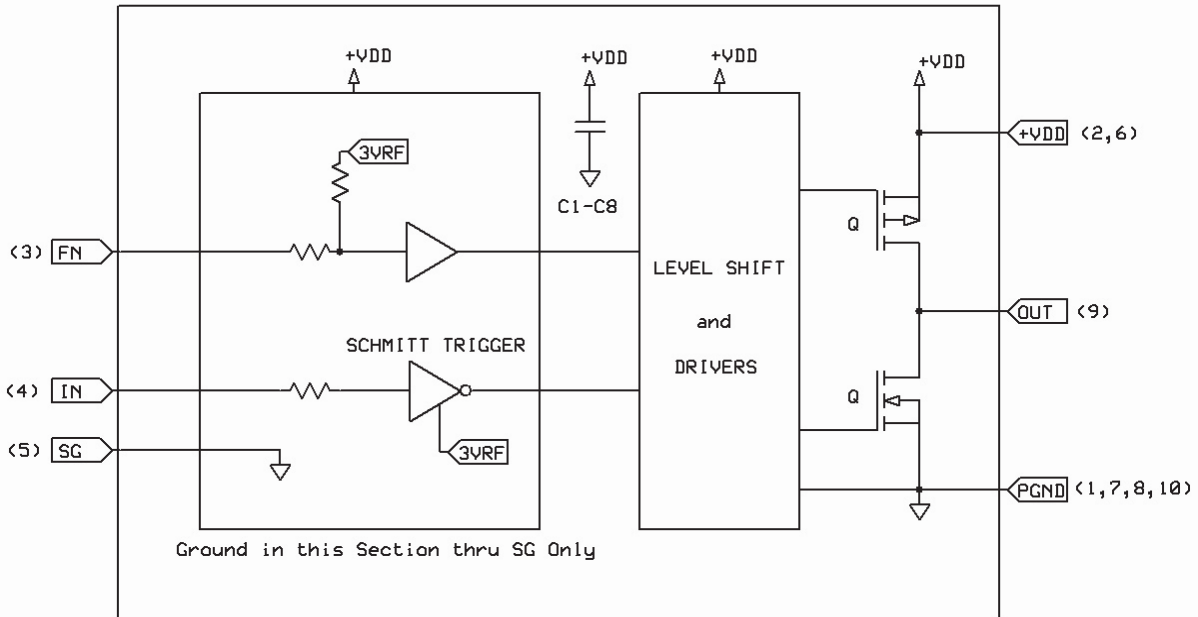 +VDD
+VDD
+VDD
+VDD
3VRF
+VDD (2,6)
C1-C8
Q
(3) FN
LEVEL SHIFT
and
DRIVERS
OUT (9)
SCHMITT TRIGGER
(4) IN
Q
(5) SG
3VRF
PGND (1,7,8,10)
Ground in this Section thru SG Only